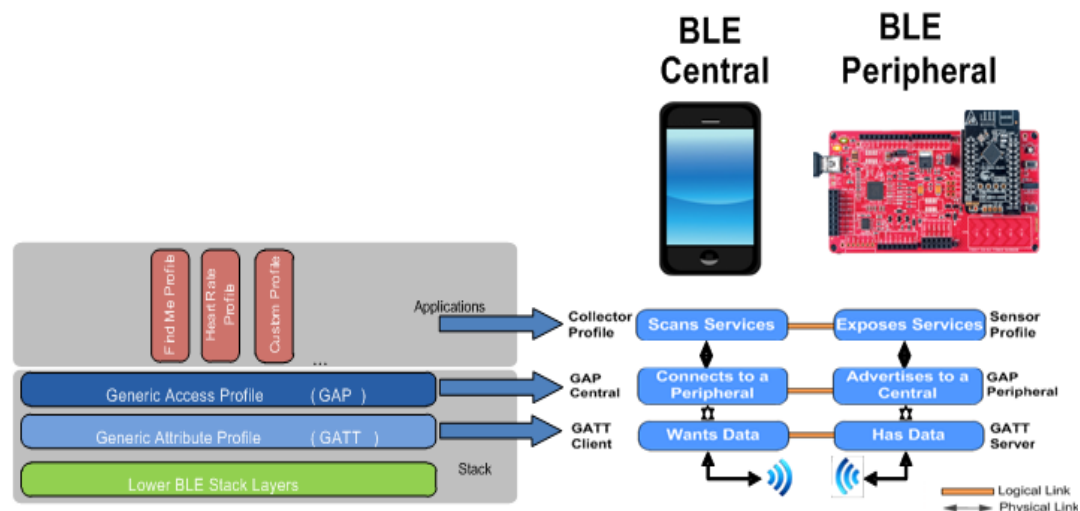 BLE
Central
BLE
Peripheral
Find Me Profile
Heart Rate
Profile
Custom Profile
...
Applications
Collector
Profile
Scans Services
Exposes Services
Sensor
Profile
Generic Access Profile (GAP)
GAP
Central
Connects to a
Peripheral
Advertises to a
Central
GAP
Peripheral
Generic Attribute Profile (GATT)
GATT
Client
Wants Data
Has Data
GATT
Server
Lower BLE Stack Layers
Stack
Logical Link
Physical Link